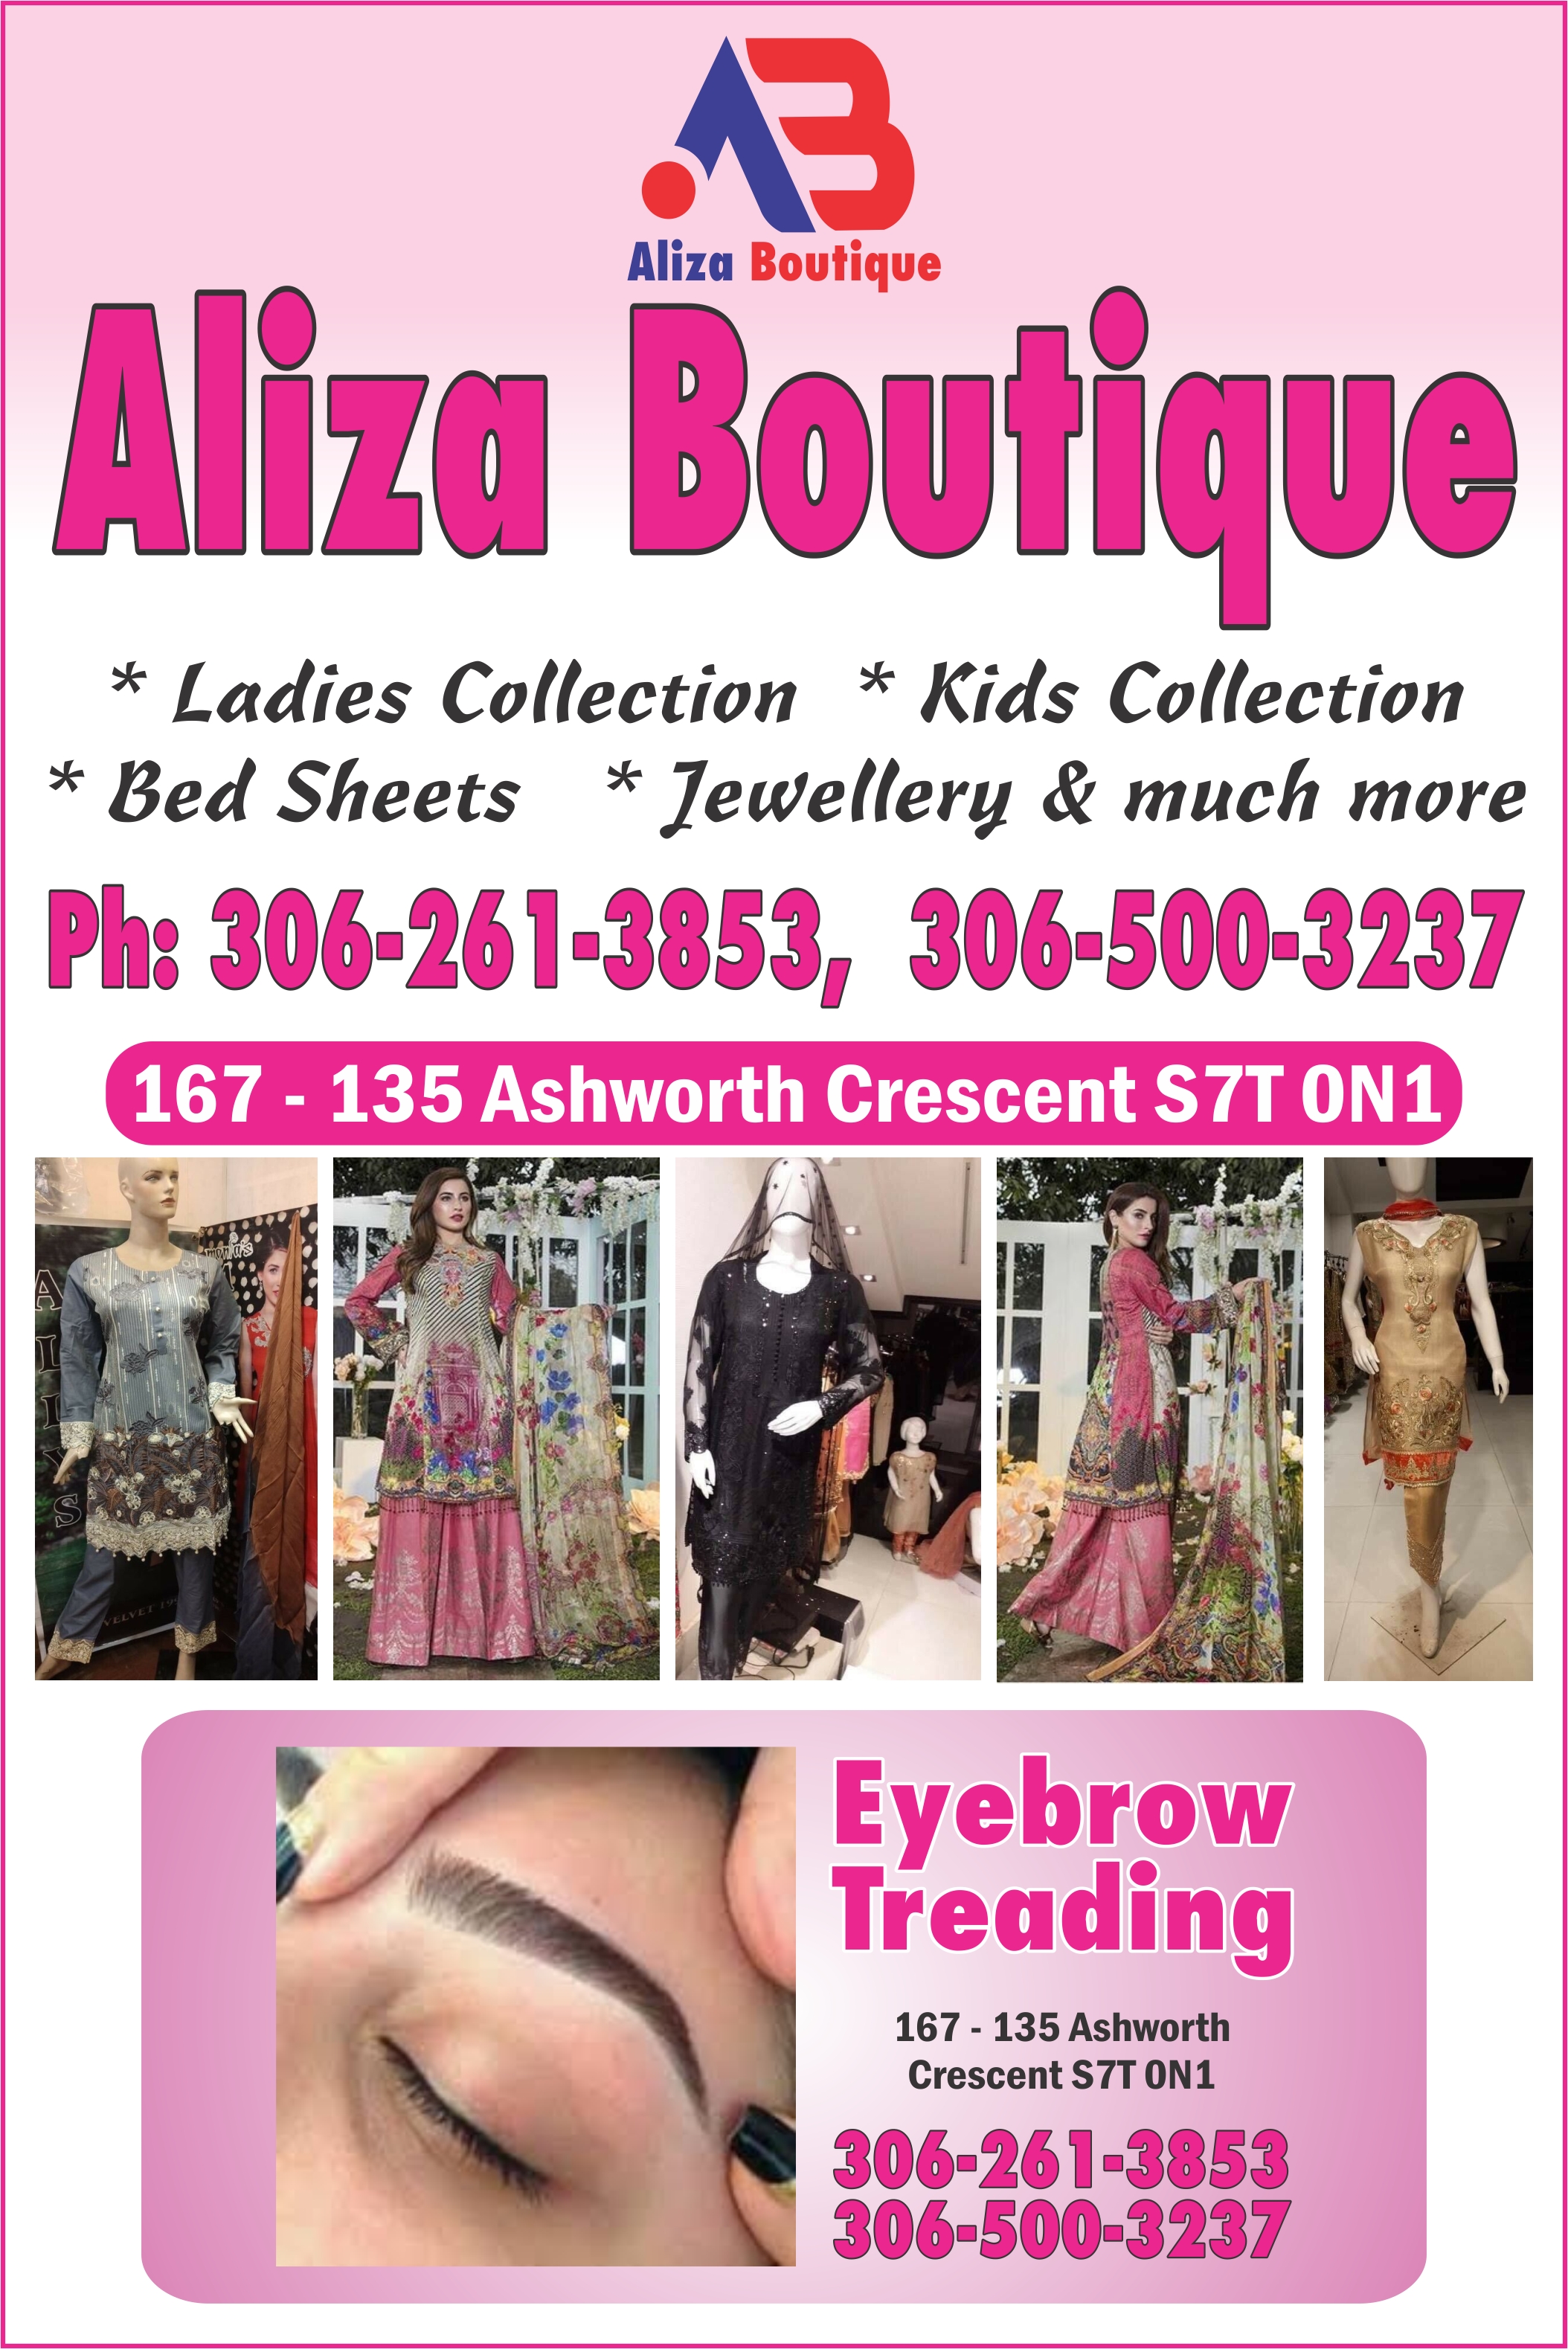 AB
Aliza Boutique
Aliza Boutique
* Ladies Collection * Kids Collection
* Bed Sheets * Jewellery & much more
Ph: 306-261-3853, 306-500-3237
167 - 135 Ashworth Crescent S7T 0N1
A
L
L
Y
S
VELVET
Eyebrow
Treading
167 - 135 Ashworth
Crescent S7T 0N1
306-261-3853
306-500-3237